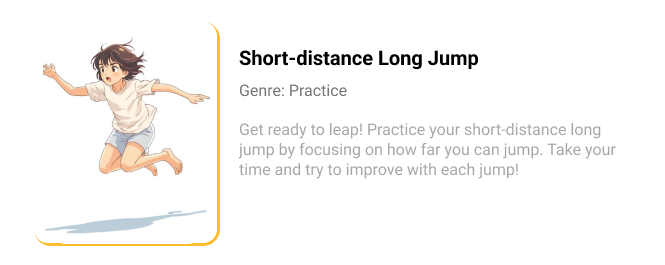 Short-distance Long Jump
Genre: Practice
Get ready to leap! Practice your short-distance long
jump by focusing on how far you can jump. Take your
time and try to improve with each jump!